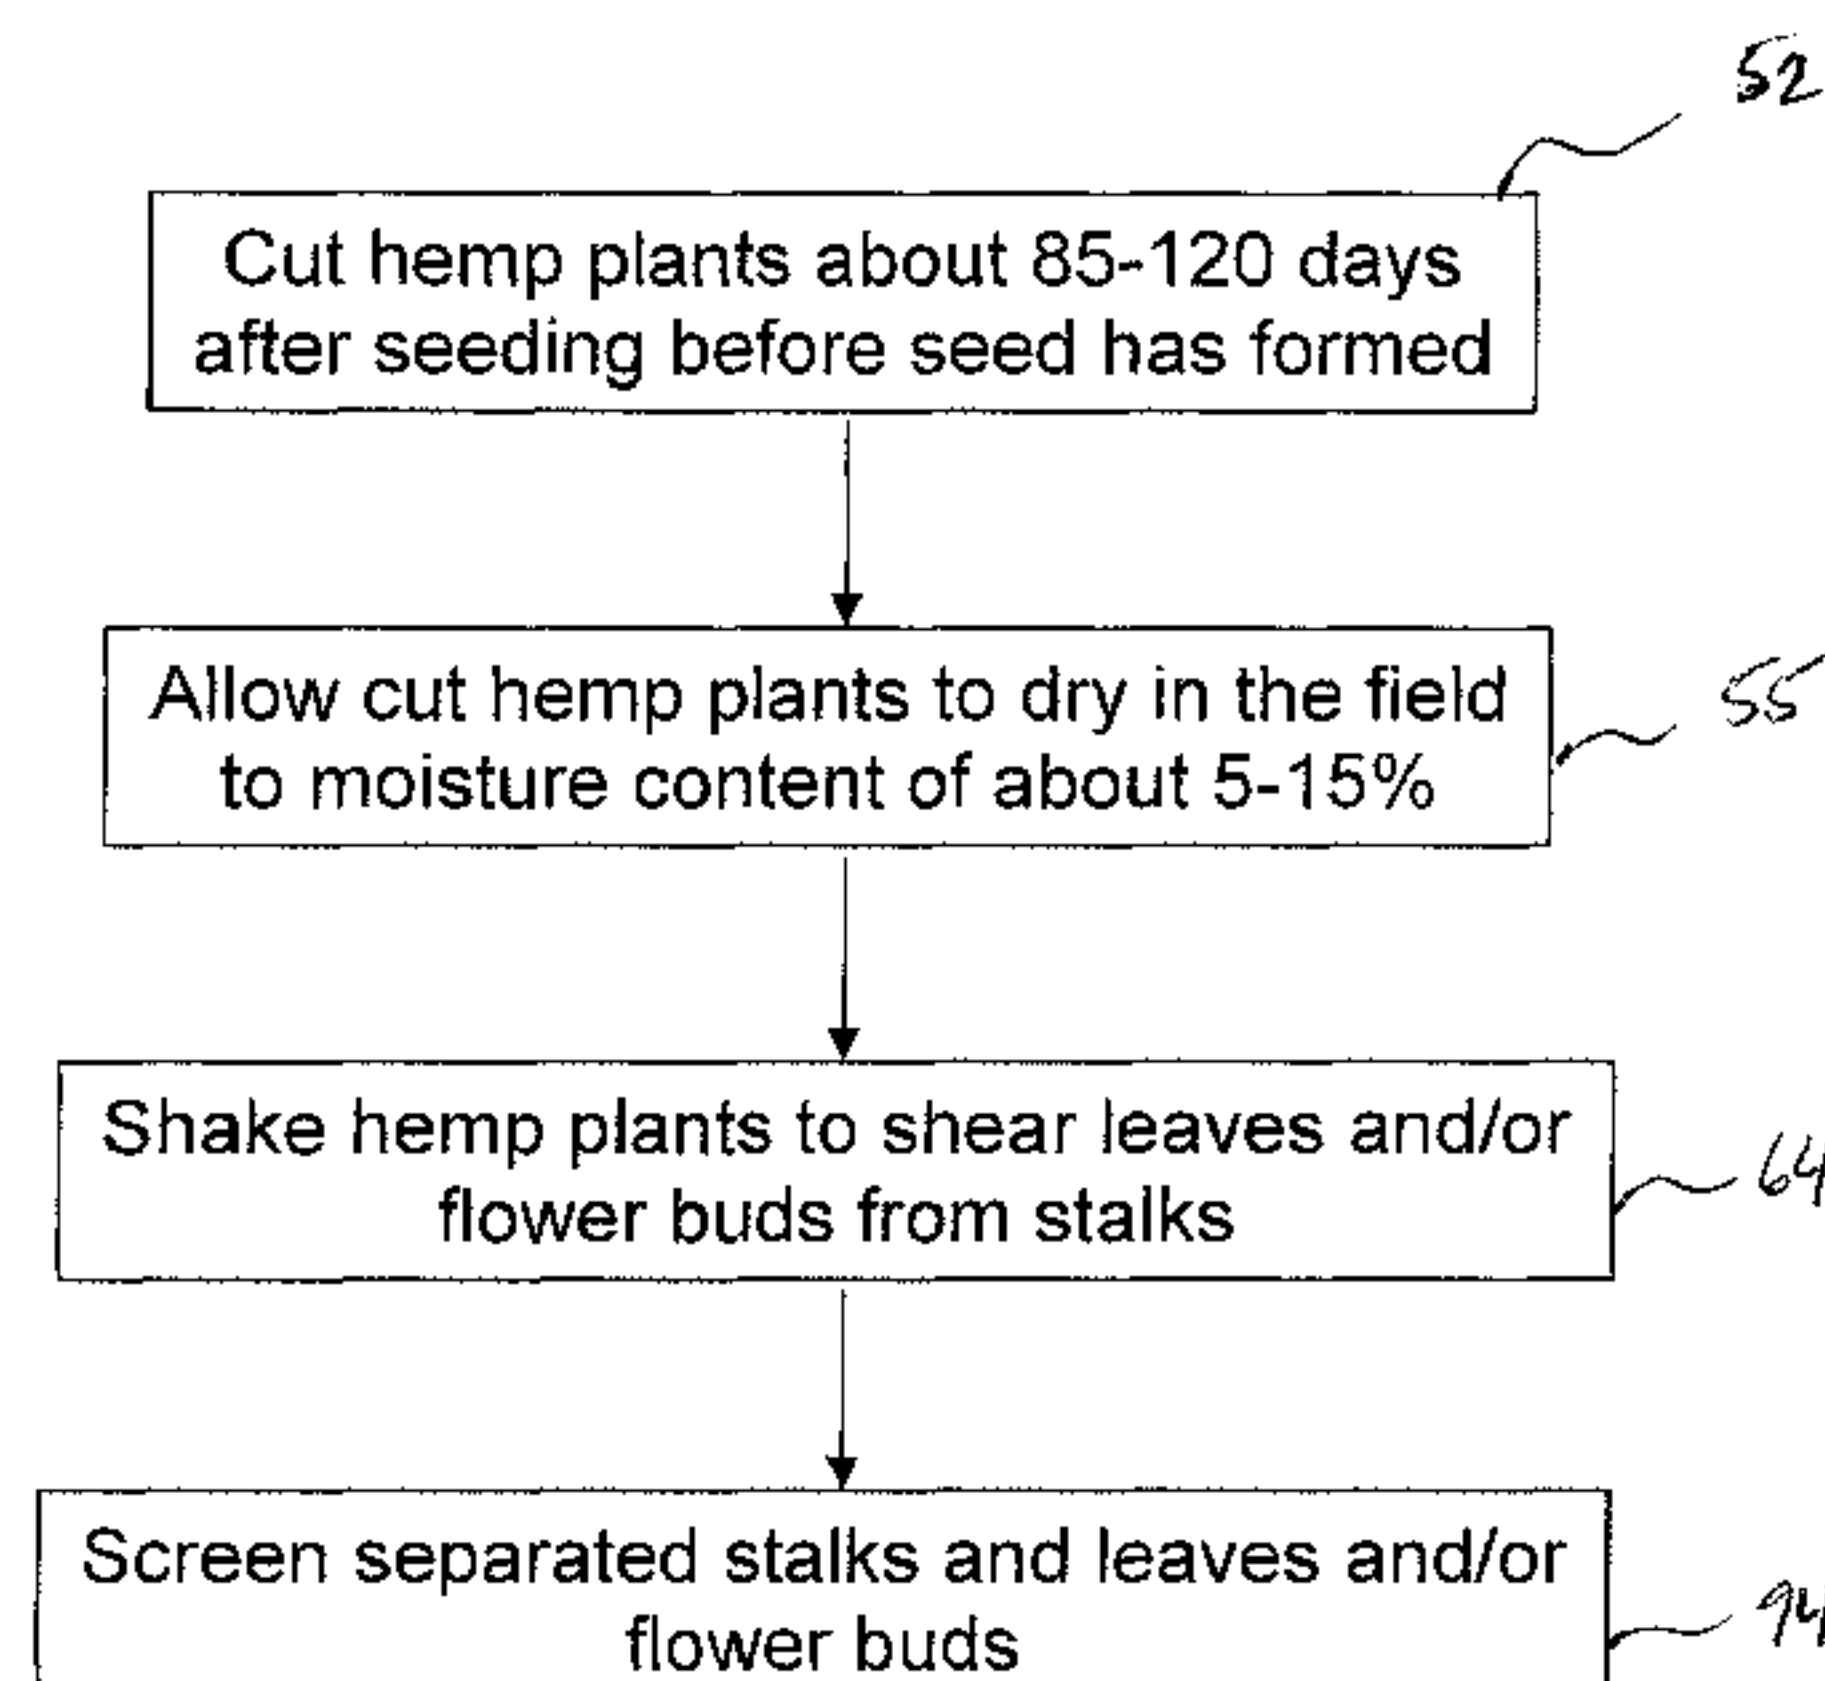 52
Cut hemp plants about 85-120 days
after seeding before seed has formed
Allow cut hemp plants to dry in the field
to moisture content of about 5-15%
55
Shake hemp plants to shear leaves and/or
flower buds from stalks
64
Screen separated stalks and leaves and/or
flower buds
94